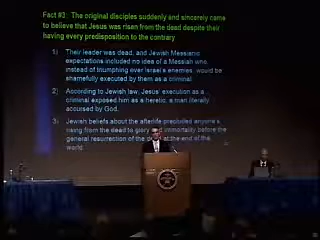 Fact #3: The original disciples suddenly and sincerely came
to believe that Jesus was risen from the dead despite their
having every predisposition to the contrary
1) Their leader was dead, and Jewish Messianic
expectations included no idea of a Messiah who,
instead of triumphing over Israel's enemies, would be
shamefully executed by them as a criminal
2) According to Jewish law, Jesus' execution as a
criminal exposed him as a heretic, a man literally
accursed by God.
3) Jewish beliefs about the afterlife precluded anyone's
rising from the dead to glory and immortality before the
general resurrection of the at the end of the
world